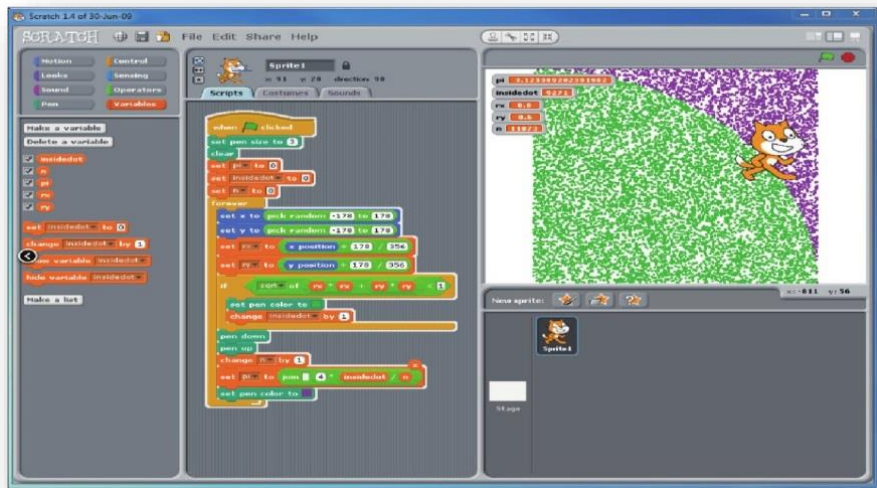 Scratch 1.4 of 30-Jun-09
SCRATCH File Edit Share Help
Motion Control
Looks Sensing
Sound Operators
Pen Variables
Make a variable
Delete a variable
insidedot
n
pi
rx
ry
set insidedot to 0
change insidedot by 1
variable insidedot
hide variable insidedot
Make a list
Sprite1
direction: 90
Scripts Costumes Sounds
when clicked
set pen size to 3
clear
set pi to 0
set insidedot to 0
set n to 0
forever
set x to pick random -178 to 178
set y to pick random -178 to 178
set rx to x position + 178 / 356
set ry to y position + 178 / 356
if sqrt of rx * rx + ry * ry < 1
set pen color to
change insidedot by 1
pen down
pen up
change n by 1
set pi to join 4 * insidedot / n
set pen color to
pi
insidedot 9271
rx 0.8
ry 0.6
n
New sprite:
Sprite1
Stage